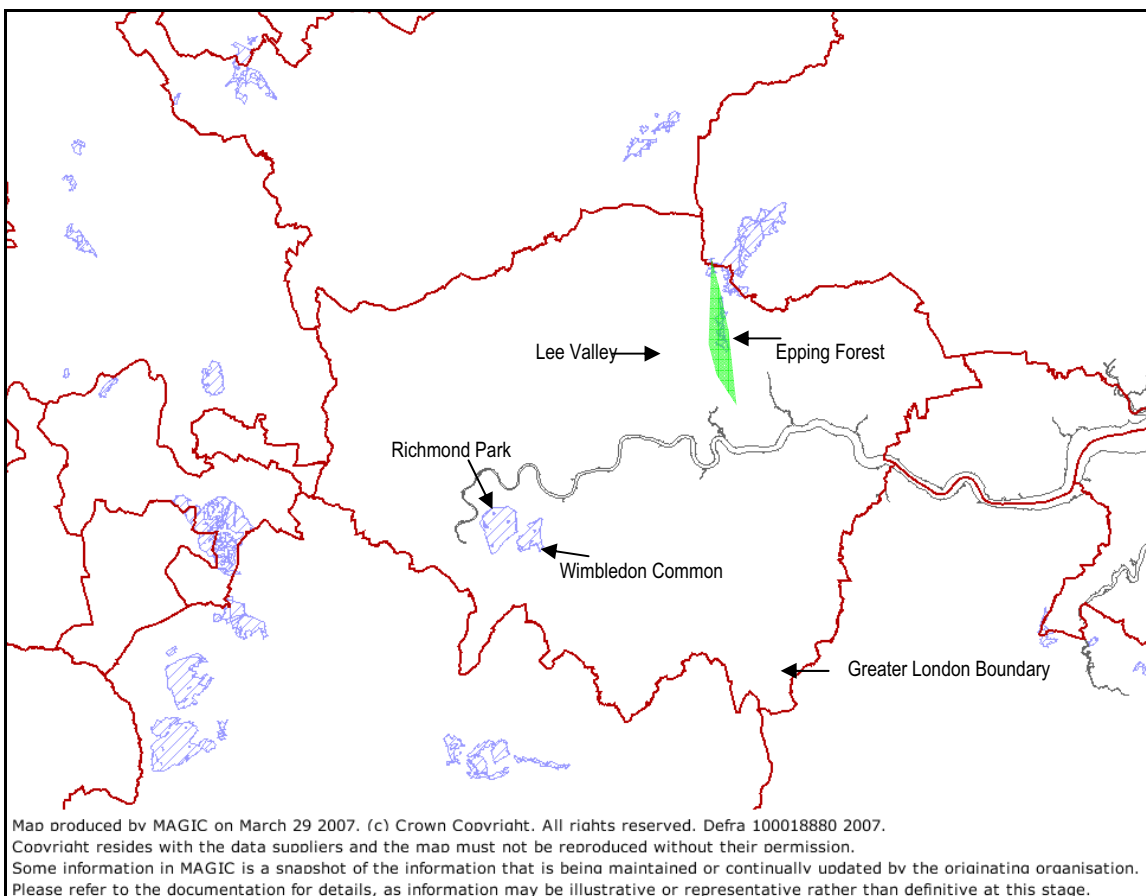 Lee Valley
Epping Forest
Richmond Park
Wimbledon Common
Greater London Boundary
Map produced by MAGIC on March 29 2007. (c) Crown Copyright. All rights reserved. Defra 100018880 2007.
Copyright resides with the data suppliers and the map must not be reproduced without their permission.
Some information in MAGIC is a snapshot of the information that is being maintained or continually updated by the originating organisation.
Please refer to the documentation for details, as information may be illustrative or representative rather than definitive at this stage.